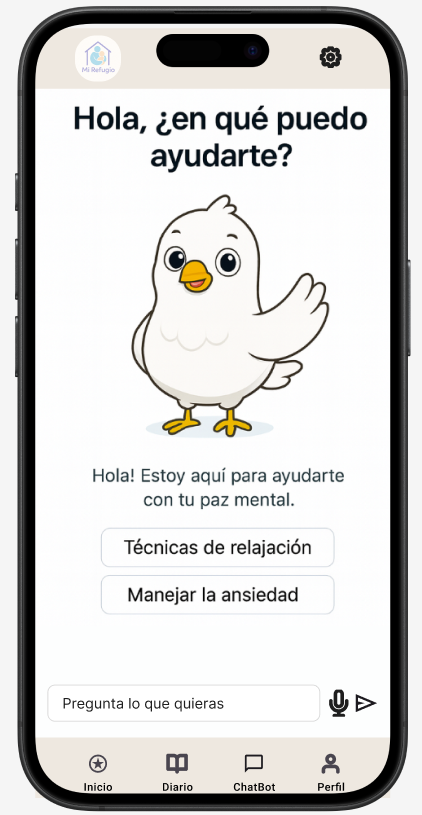 Mi Refugio
Hola, ¿en qué puedo
ayudarte?
Hola! Estoy aquí para ayudarte
con tu paz mental.
Técnicas de relajación
Manejar la ansiedad
Pregunta lo que quieras
Inicio
Diario
ChatBot
Perfil